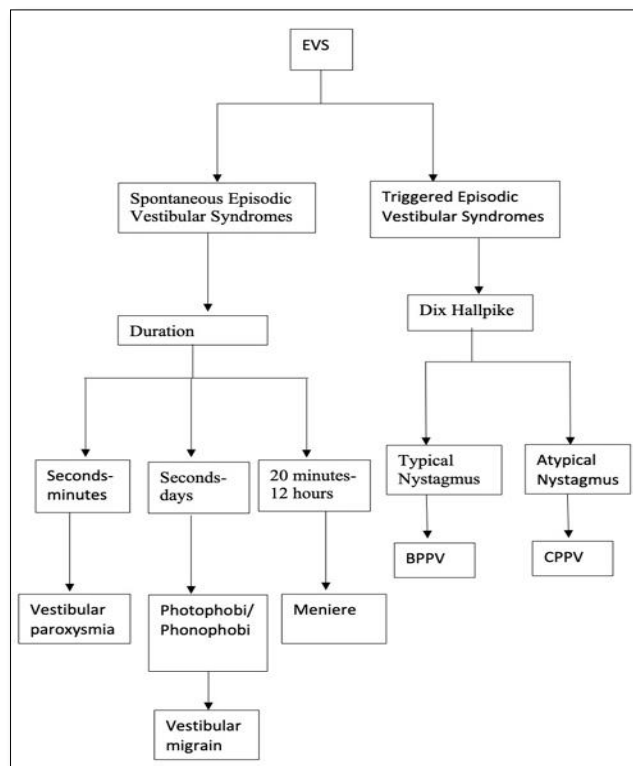 EVS
Spontaneous Episodic
Vestibular Syndromes
Triggered Episodic
Vestibular Syndromes
Duration
Dix Hallpike
Seconds-
minutes
Seconds-
days
20 minutes-
12 hours
Typical
Nystagmus
Atypical
Nystagmus
BPPV
CPPV
Vestibular
paroxysmia
Photophobi/
Phonophobi
Meniere
Vestibular
migrain